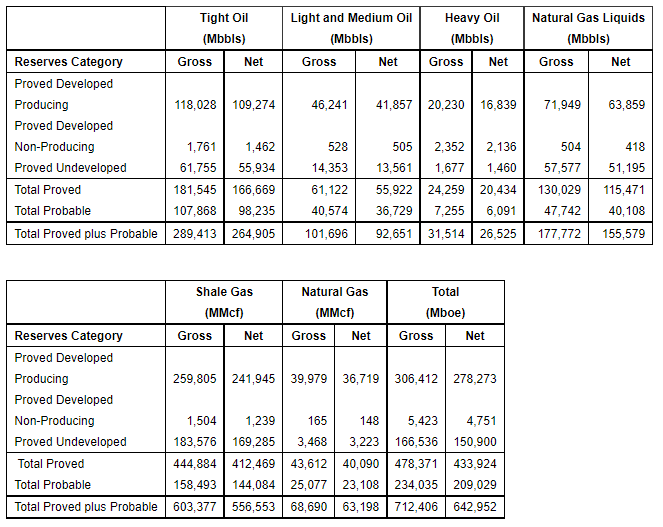 Tight Oil Light and Medium Oil Heavy Oil Natural Gas Liquids
(Mbbls) (Mbbls) (Mbbls) (Mbbls)
Reserves Category Gross Net Gross Net Gross Net Gross Net
Proved Developed
Producing 118,028 109,274 46,241 41,857 20,230 16,839 71,949 63,859
Proved Developed
Non-Producing 1,761 1,462 528 505 2,352 2,136 504 418
Proved Undeveloped 61,755 55,934 14,353 13,561 1,677 1,460 57,577 51,195
Total Proved 181,545 166,669 61,122 55,922 24,259 20,434 130,029 115,471
Total Probable 107,868 98,235 40,574 36,729 7,255 6,091 47,742 40,108
Total Proved plus Probable 289,413 264,905 101,696 92,651 31,514 26,525 177,772 155,579
Shale Gas Natural Gas Total
(MMcf) (MMcf) (Mboe)
Reserves Category Gross Net Gross Net Gross Net
Proved Developed
Producing 259,805 241,945 39,979 36,719 306,412 278,273
Proved Developed
Non-Producing 1,504 1,239 165 148 5,423 4,751
Proved Undeveloped 183,576 169,285 3,468 3,223 166,536 150,900
Total Proved 444,884 412,469 43,612 40,090 478,371 433,924
Total Probable 158,493 144,084 25,077 23,108 234,035 209,029
Total Proved plus Probable 603,377 556,553 68,690 63,198 712,406 642,952